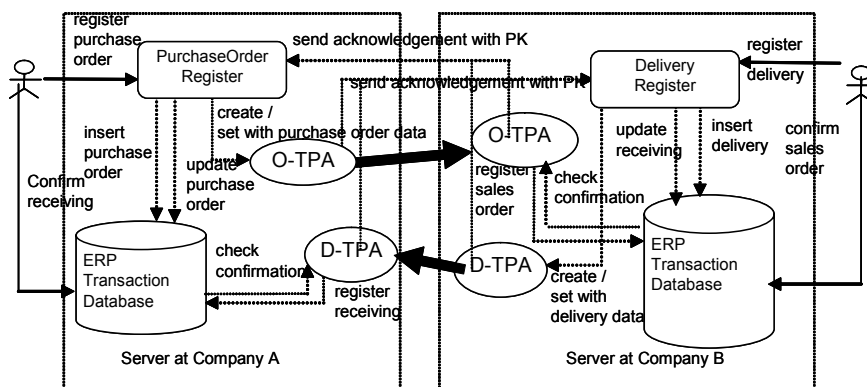 register
purchase
order
PurchaseOrder
Register
send acknowledgement with PK
Delivery
Register
register
delivery
send acknowledgement with PK
create /
set with purchase order data
insert
purchase
order
O-TPA
O-TPA
update
receiving
insert
delivery
confirm
sales
order
Confirm
receiving
update
purchase
order
register
sales
order
check
confirmation
ERP
Transaction
Database
check
confirmation
D-TPA
register
receiving
D-TPA
create /
set with
delivery data
ERP
Transaction
Database
Server at Company A
Server at Company B